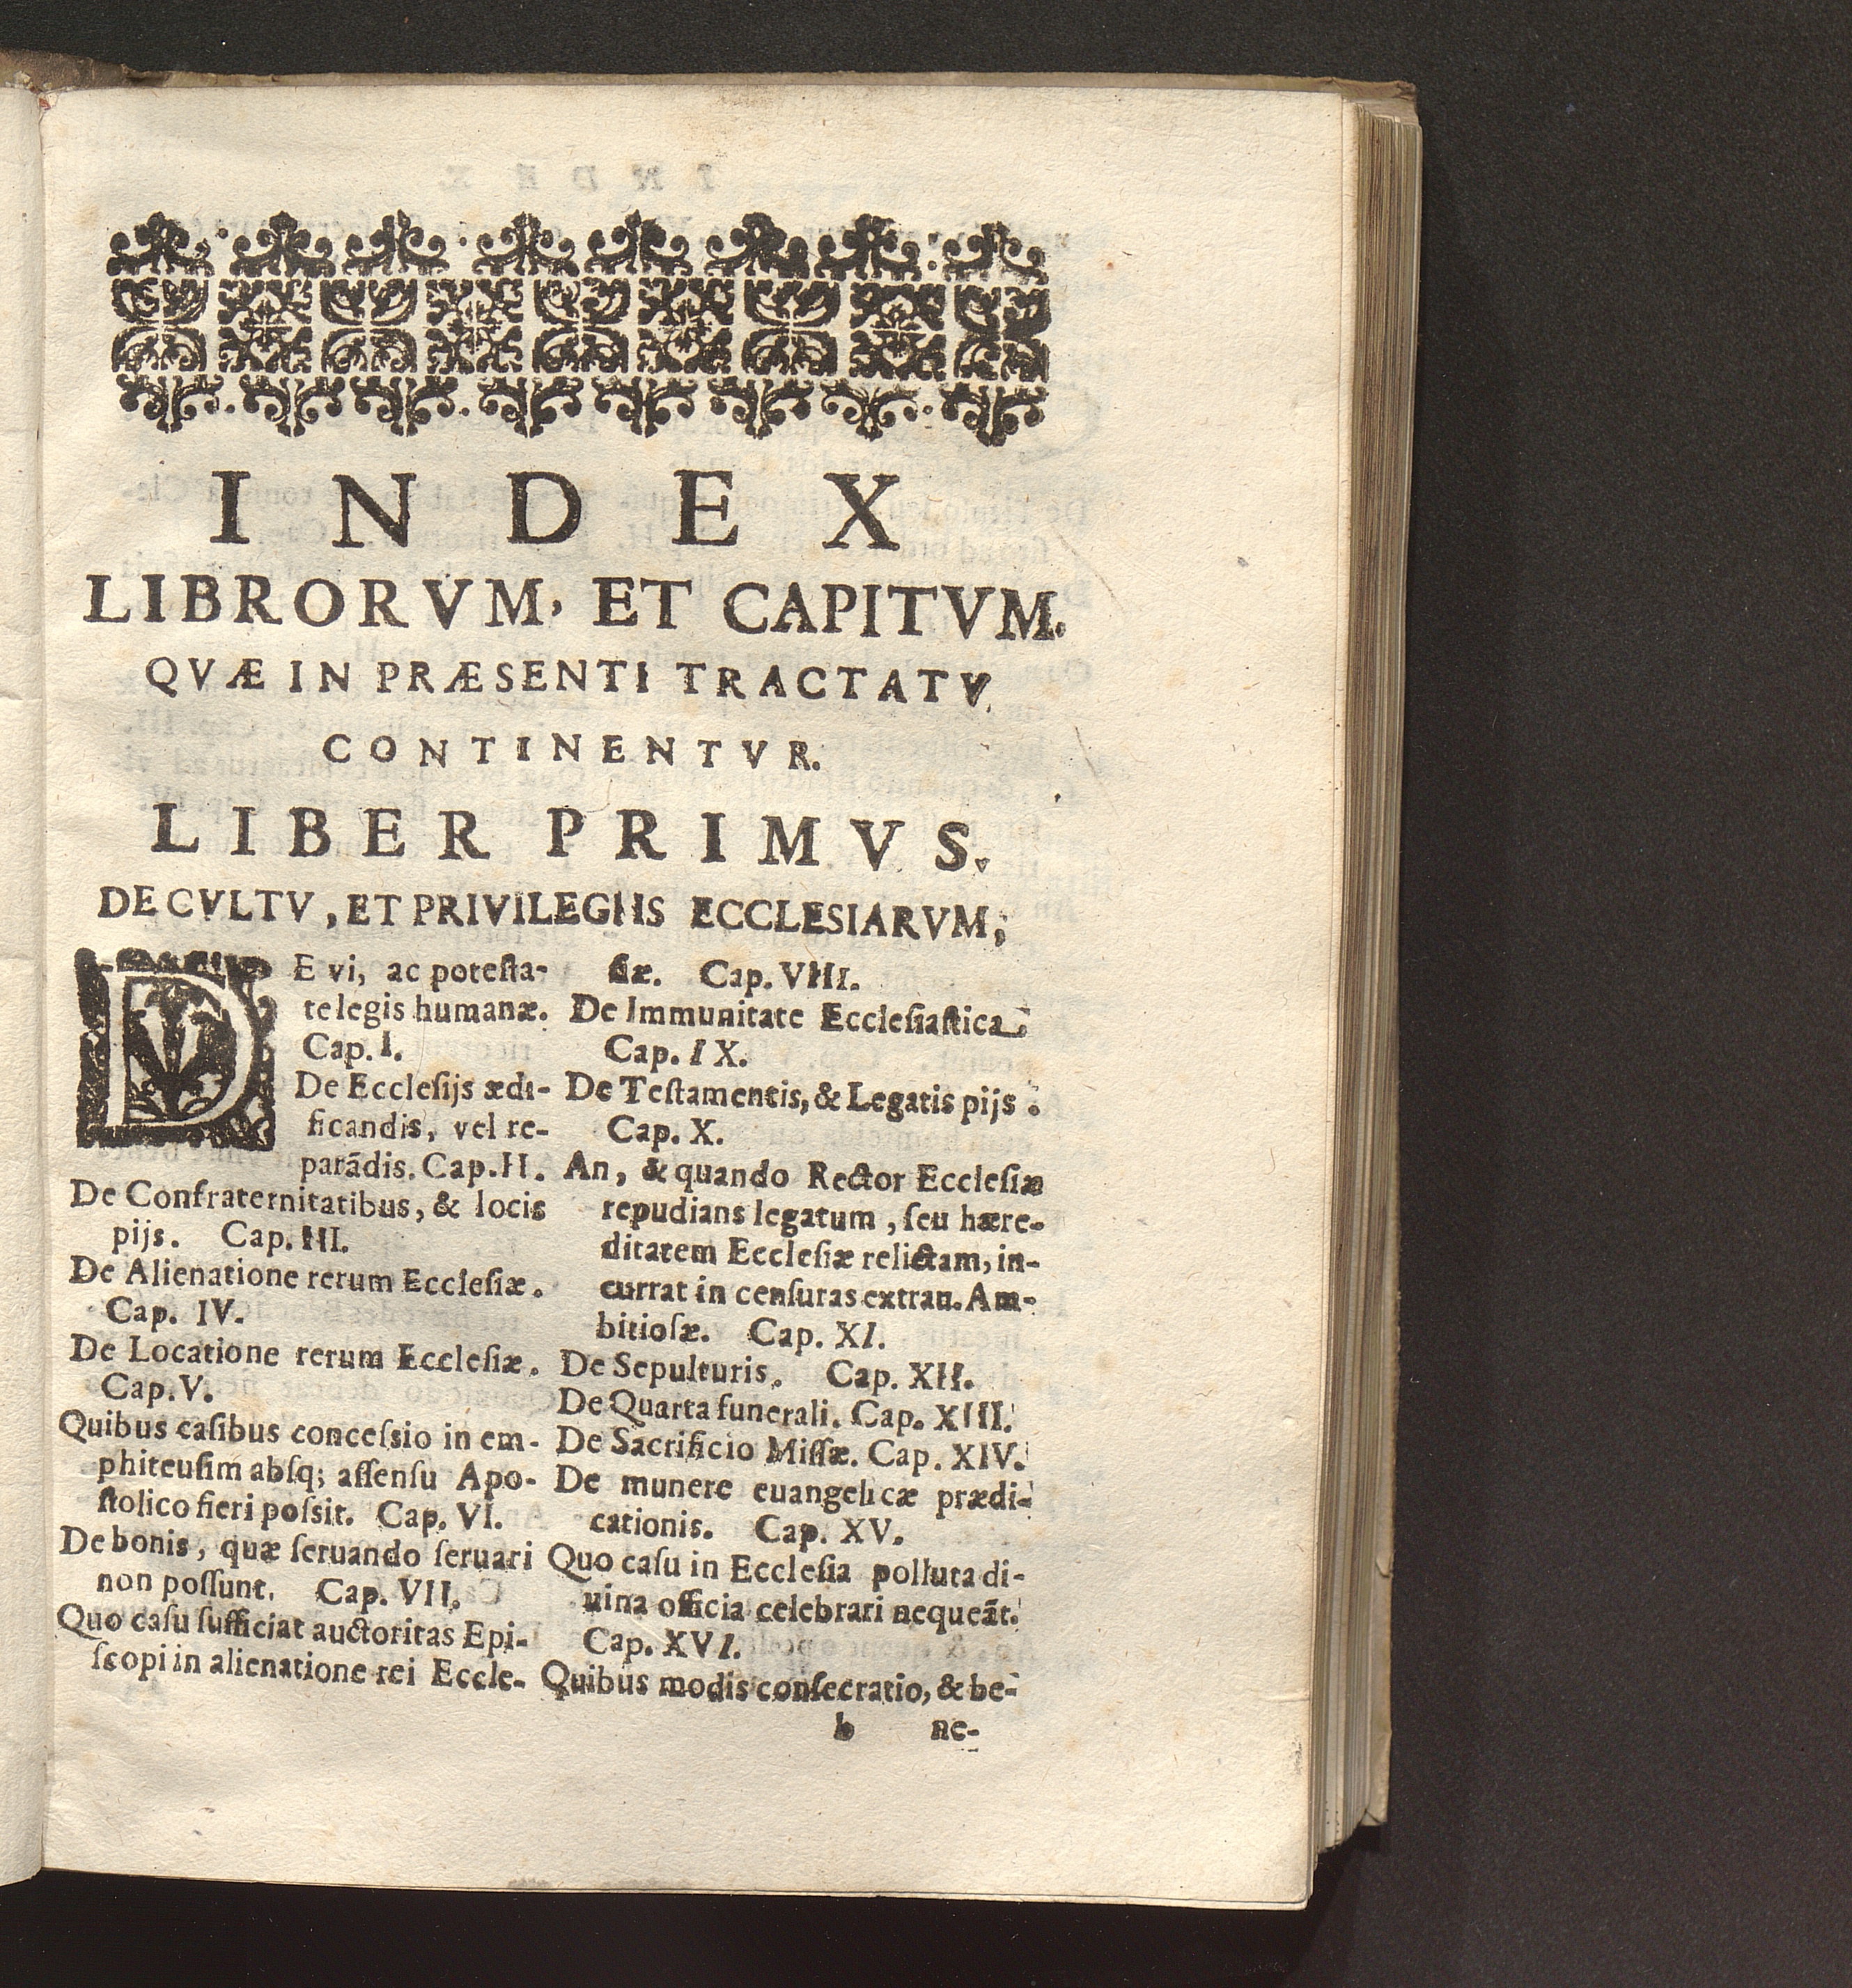 INDEX
LIBRORVM, ET CAPITVM.
QVÆ IN PRÆSENTI TRACTATV
CONTINENTVR.
LIBER PRIMVS.
DE CVLTV, ET PRIVILEGIIS ECCLESIARVM;
DE vi, ac potesta-
te legis humanæ.
Cap. I.
De Ecclesijs ædi-
ficandis, vel re-
parādis. Cap. II.
De Confraternitatibus, & locis
pijs. Cap. III.
De Alienatione rerum Ecclesiæ.
Cap. IV.
De Locatione rerum Ecclesiæ.
Cap. V.
Quibus casibus concessio in em-
phiteusim absq; assensu Apo-
stolico fieri possit. Cap. VI.
De bonis, quæ seruando seruari
non possunt. Cap. VII.
Quo casu sufficiat auctoritas Epi-
scopi in alienatione rei Eccle-
siæ. Cap. VIII.
De Immunitate Ecclesiastica.
Cap. IX.
De Testamentis, & Legatis pijs.
Cap. X.
An, & quando Rector Ecclesiæ
repudians legatum, seu hære-
ditatem Ecclesiæ relictam, in-
currat in censuras extrau. Am-
bitiosæ. Cap. XI.
De Sepulturis. Cap. XII.
De Quarta funerali. Cap. XIII.
De Sacrificio Missæ. Cap. XIV.
De munere euangelicæ prædi-
cationis. Cap. XV.
Quo casu in Ecclesia polluta di-
uina officia celebrari nequeāt.
Cap. XVI.
Quibus modis consecratio, & be-
b ne-